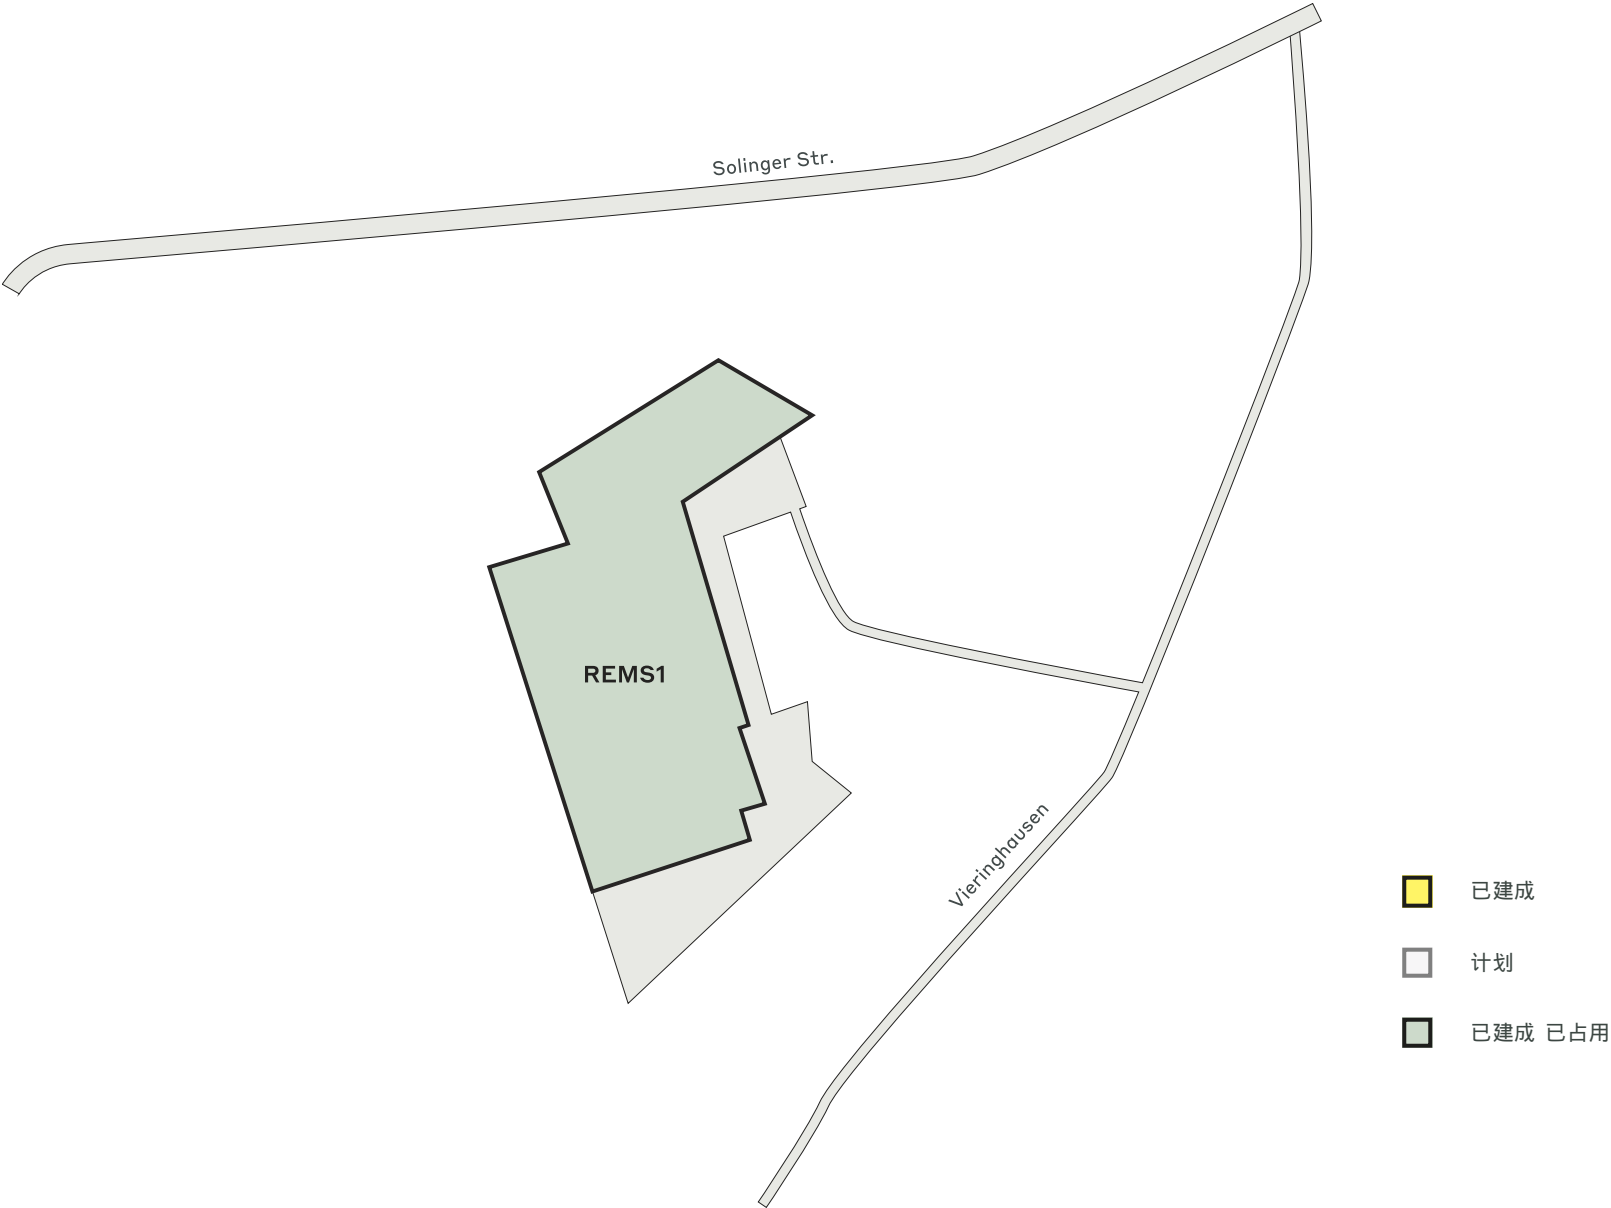 Solinger Str.
REMS1
Vieringhausen
已建成
计划
已建成 已占用